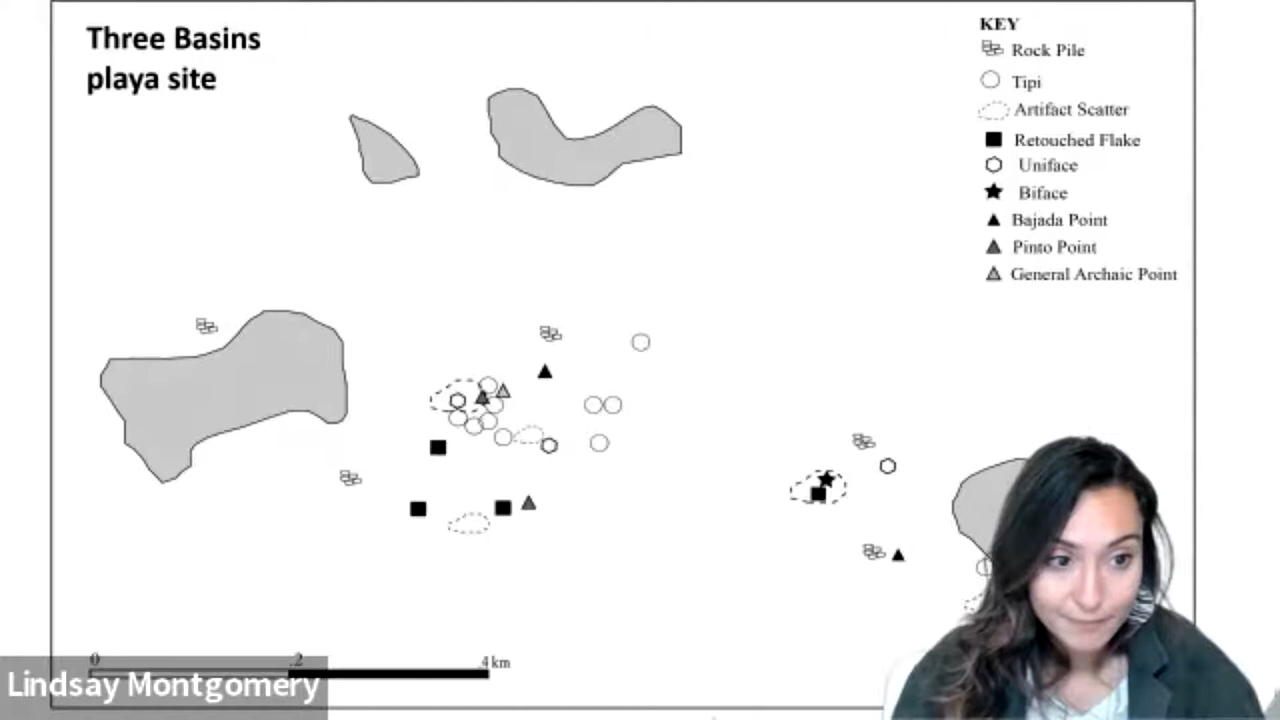 Three Basins
playa site
KEY
Rock Pile
Tipi
Artifact Scatter
Retouched Flake
Uniface
Biface
Bajada Point
Pinto Point
General Archaic Point
0 .2 .4 km
Lindsay Montgomery